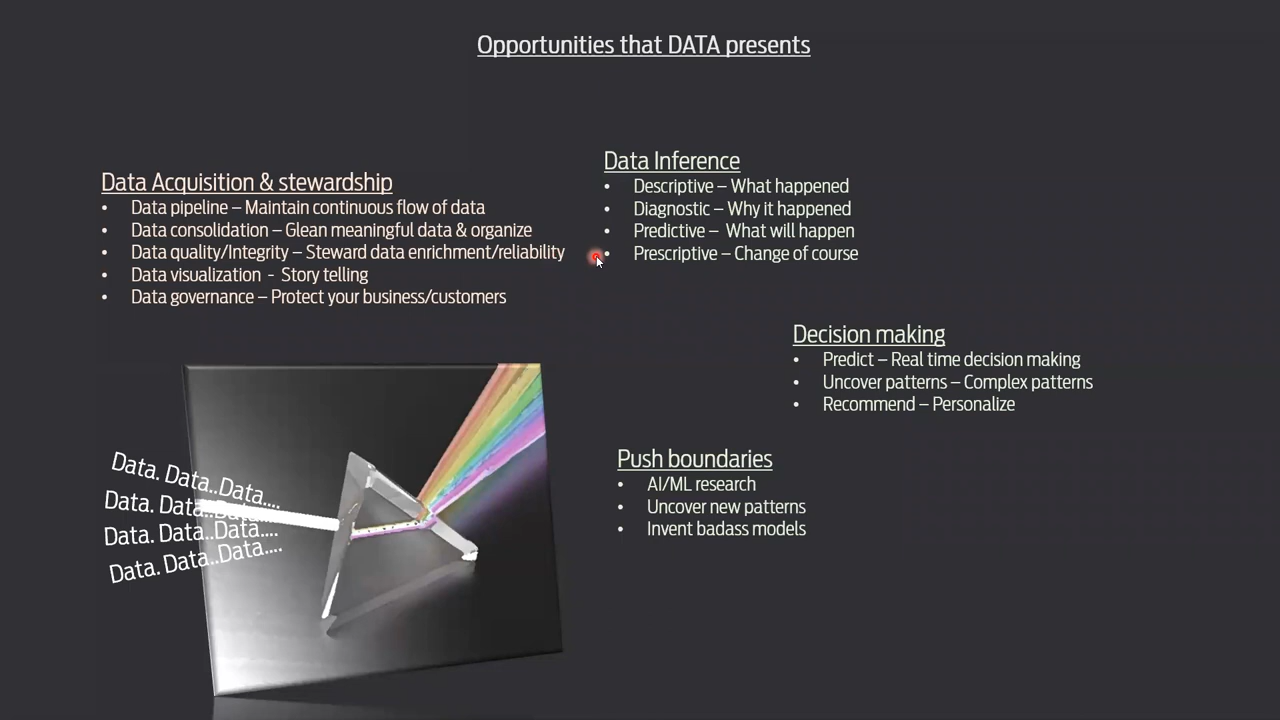 Opportunities that DATA presents
Data Acquisition & stewardship
• Data pipeline – Maintain continuous flow of data
• Data consolidation – Glean meaningful data & organize
• Data quality/Integrity – Steward data enrichment/reliability
• Data visualization - Story telling
• Data governance – Protect your business/customers
Data Inference
• Descriptive – What happened
• Diagnostic – Why it happened
• Predictive – What will happen
• Prescriptive – Change of course
Decision making
• Predict – Real time decision making
• Uncover patterns – Complex patterns
• Recommend – Personalize
Push boundaries
• AI/ML research
• Uncover new patterns
• Invent badass models
Data. Data..Data....
Data. Data..Data....
Data. Data..Data....
Data. Data..Data....